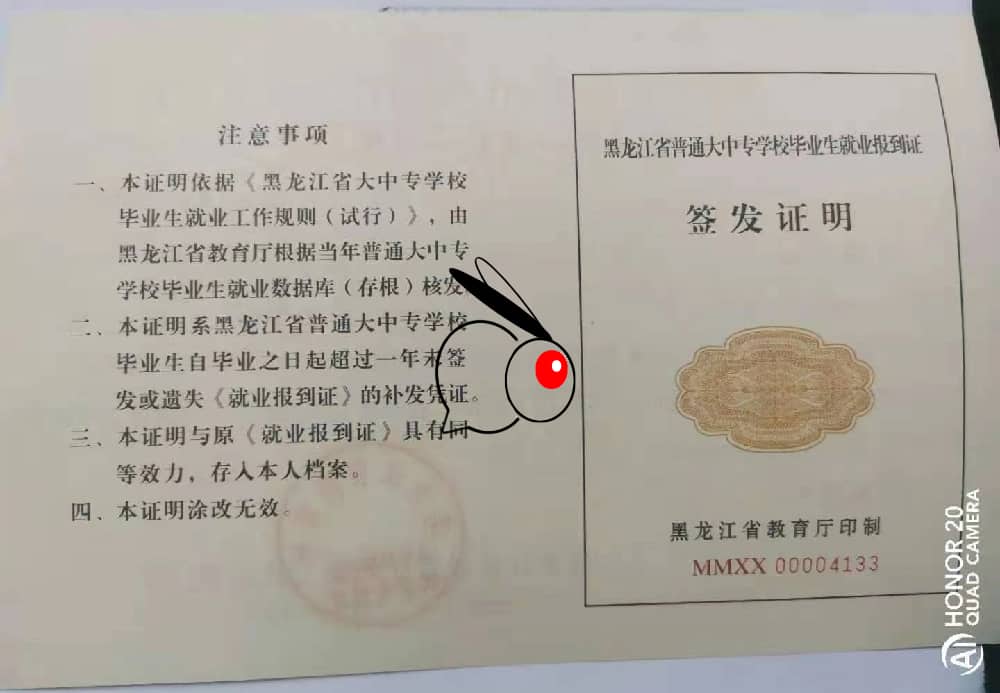 注意事项
一、本证明依据《黑龙江省大中专学校
毕业生就业工作规则（试行）》，由
黑龙江省教育厅根据当年普通大中专
学校毕业生就业数据库（存根）核发
二、本证明系黑龙江省普通大中专学校
毕业生自毕业之日起超过一年未签
发或遗失《就业报到证》的补发凭证。
三、本证明与原《就业报到证》具有同
等效力，存入本人档案。
四、本证明涂改无效。
黑龙江省普通大中专学校毕业生就业报到证
签发证明
黑龙江省教育厅印制
MMXX 00004133
HONOR 20
QUAD CAMERA
AI